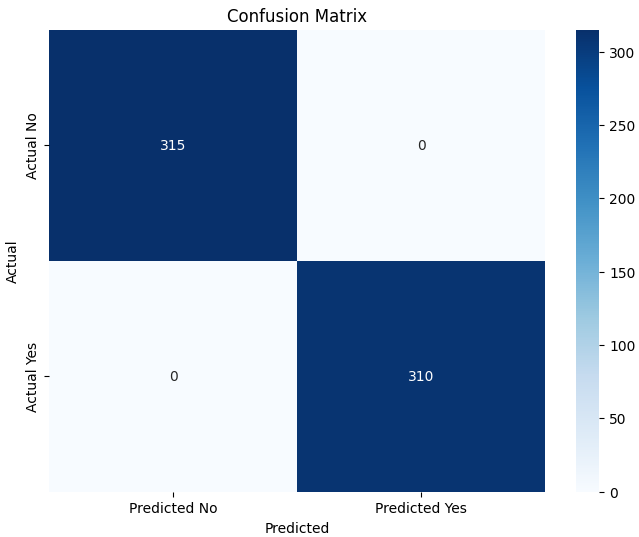 Confusion Matrix
Actual
Actual No
Actual Yes
315
0
0
310
Predicted No
Predicted Yes
Predicted
300
250
200
150
100
50
0